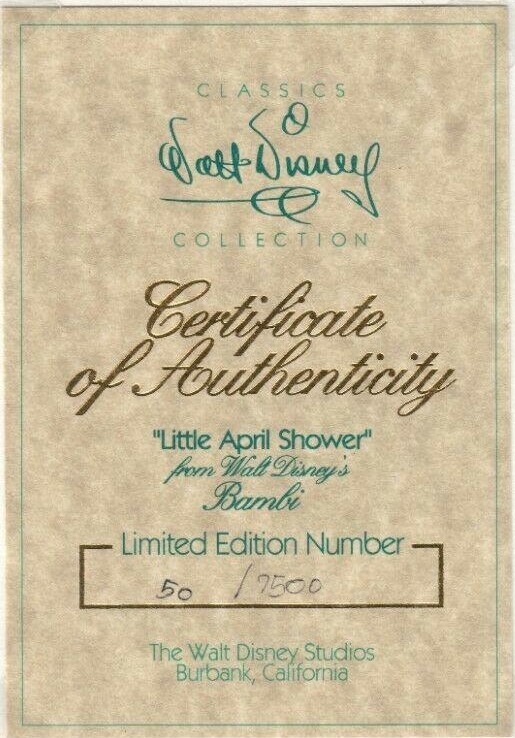 CLASSICS
Walt Disney
COLLECTION
Certificate
of Authenticity
"Little April Shower"
from Walt Disney's
Bambi
Limited Edition Number
50 / 7500
The Walt Disney Studios
Burbank, California